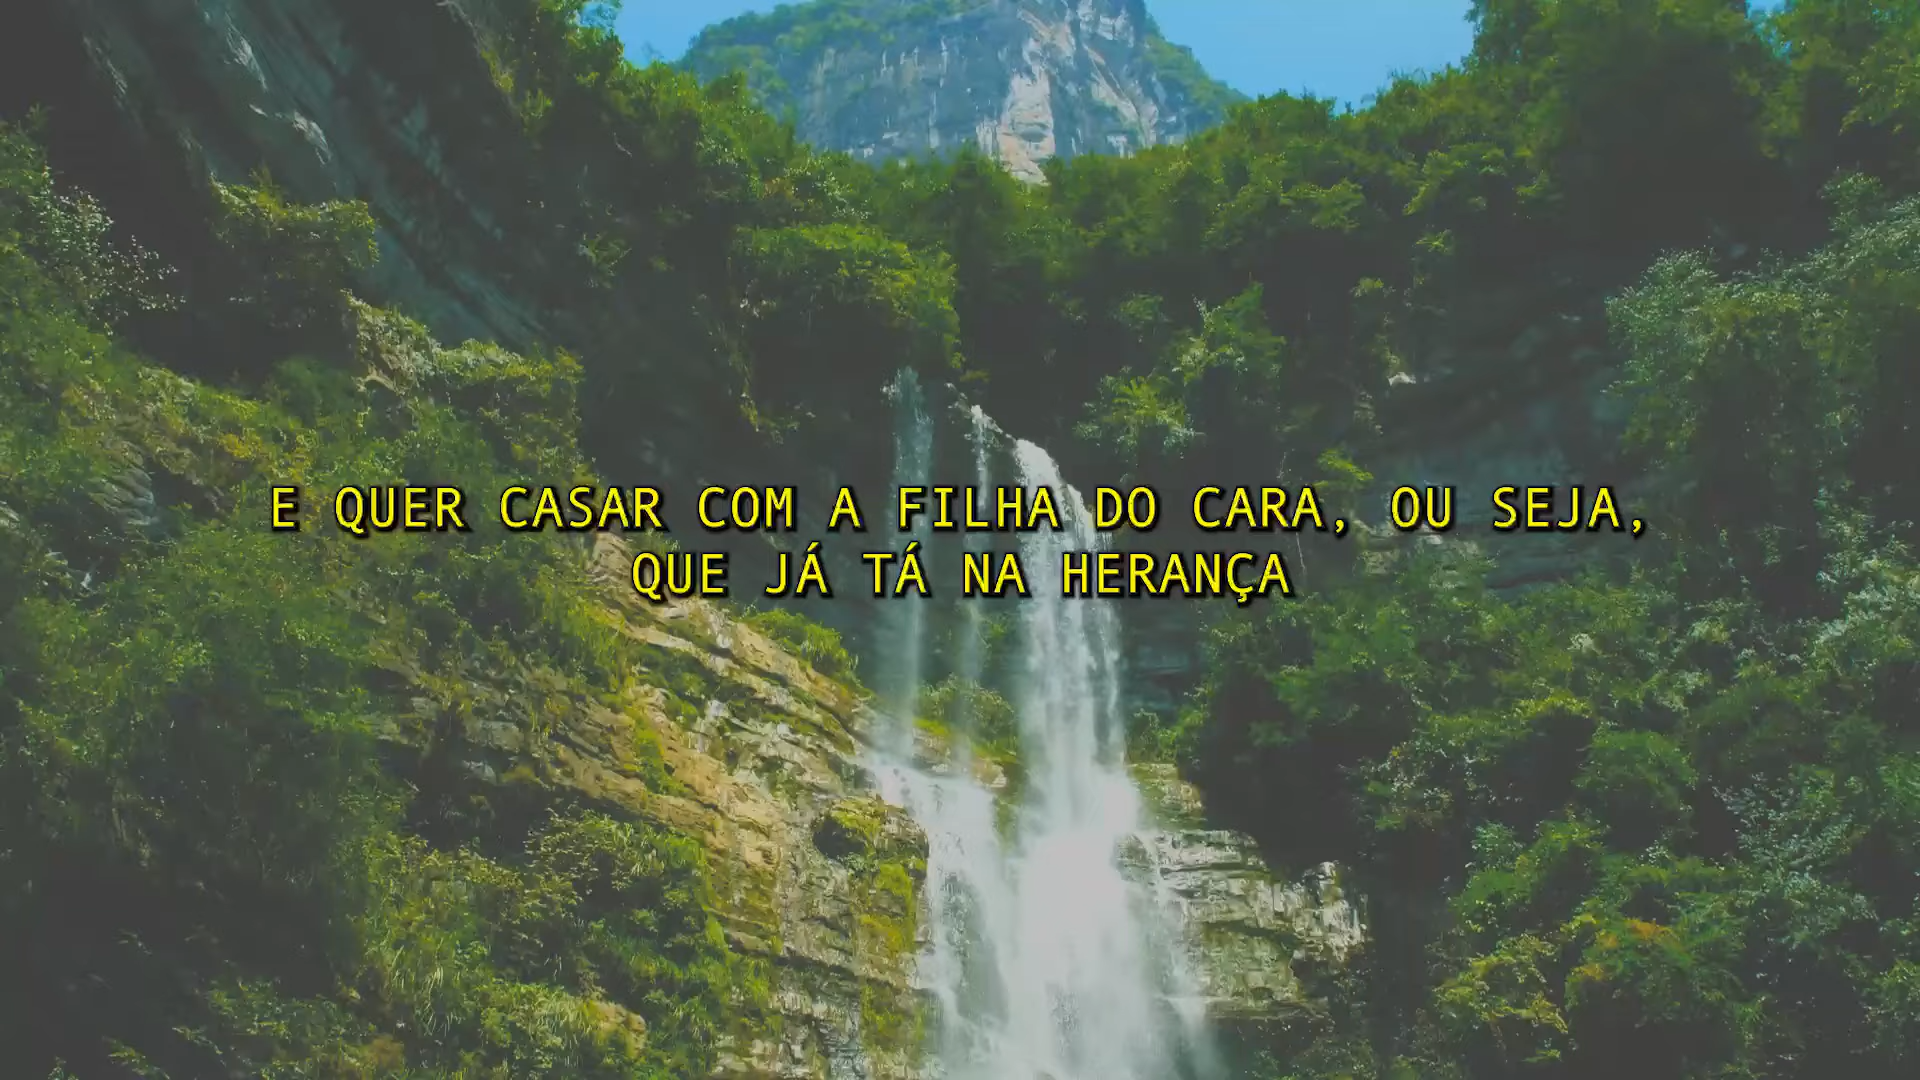 E QUER CASAR COM A FILHA DO CARA, OU SEJA,
QUE JÁ TÁ NA HERANÇA